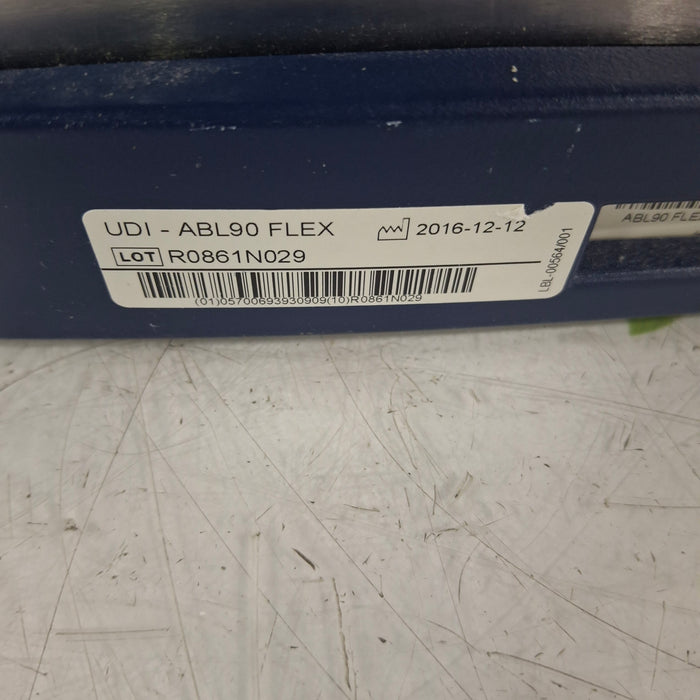 UDI - ABL90 FLEX
2016-12-12
LOT R0861N029
(01)05700693930909(10)R0861N029
LBL-00564/001
ABL90 FLE